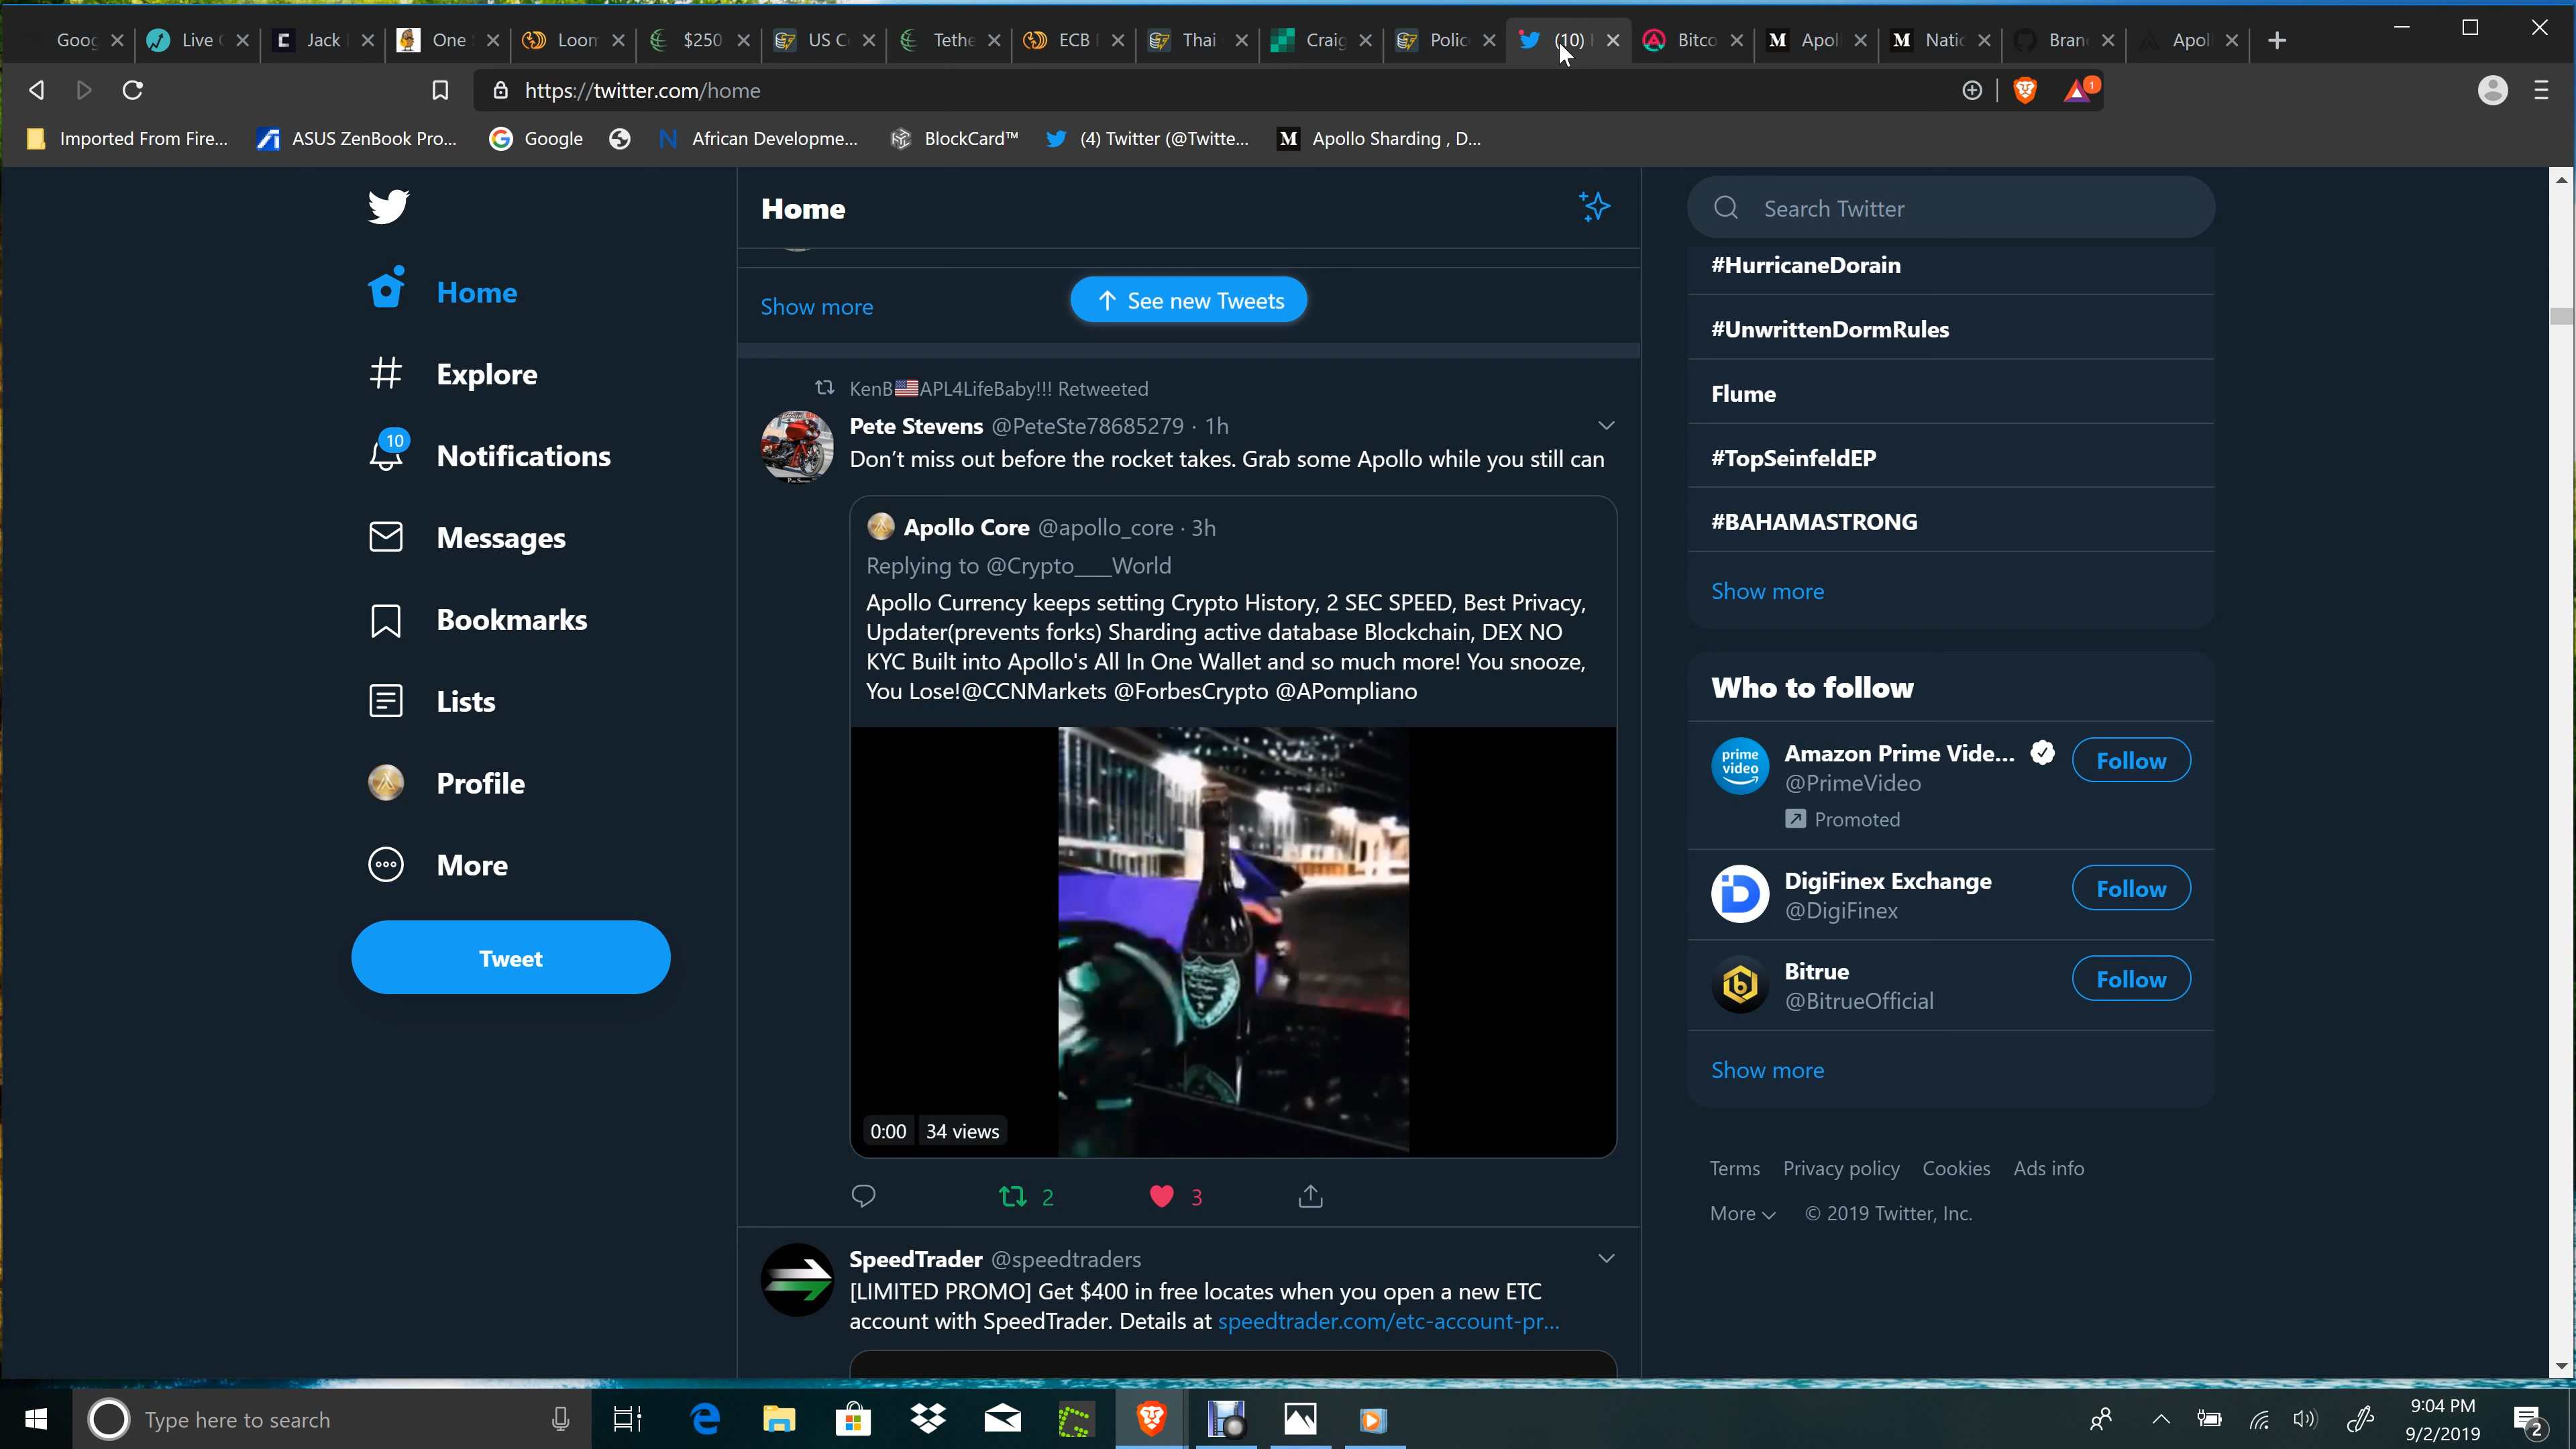 Goog
Live
Jack
One
Loom
$250
US C
Tethe
ECB
Thai
Craig
Polic
(10)
Bitco
Apol
Natio
Bran
Apol
https://twitter.com/home
1
Imported From Fire...
ASUS ZenBook Pro...
Google
African Developme...
BlockCard™
(4) Twitter (@Twitte...
Apollo Sharding , D...
Home
Explore
10
Notifications
Messages
Bookmarks
Lists
Profile
More
Tweet
Home
Show more
See new Tweets
KenB🇺🇸APL4LifeBaby!!! Retweeted
Pete Stevens @PeteSte78685279 · 1h
Don't miss out before the rocket takes. Grab some Apollo while you still can
Apollo Core @apollo_core · 3h
Replying to @Crypto___World
Apollo Currency keeps setting Crypto History, 2 SEC SPEED, Best Privacy,
Updater(prevents forks) Sharding active database Blockchain, DEX NO
KYC Built into Apollo's All In One Wallet and so much more! You snooze,
You Lose!@CCNMarkets @ForbesCrypto @APompliano
0:00
34 views
2
3
SpeedTrader @speedtraders
[LIMITED PROMO] Get $400 in free locates when you open a new ETC
account with SpeedTrader. Details at speedtrader.com/etc-account-pr...
Search Twitter
#HurricaneDorain
#UnwrittenDormRules
Flume
#TopSeinfeldEP
#BAHAMASTRONG
Show more
Who to follow
prime
video
Amazon Prime Vide...
@PrimeVideo
Promoted
Follow
DigiFinex Exchange
@DigiFinex
Follow
Bitrue
@BitrueOfficial
Follow
Show more
Terms Privacy policy Cookies Ads info
More © 2019 Twitter, Inc.
Type here to search
9:04 PM
9/2/2019
2